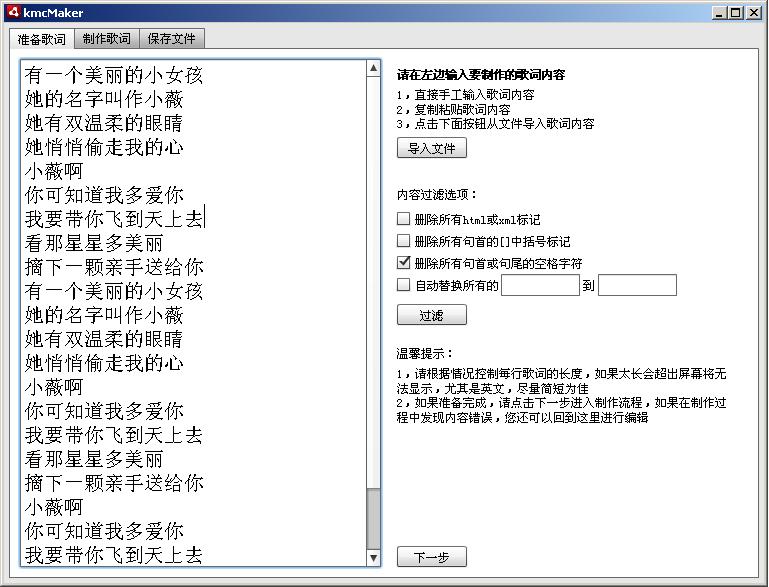 kmcMaker
准备歌词 制作歌词 保存文件
有一个美丽的小女孩
她的名字叫作小薇
她有双温柔的眼睛
她悄悄偷走我的心
小薇啊
你可知道我多爱你
我要带你飞到天上去
看那星星多美丽
摘下一颗亲手送给你
有一个美丽的小女孩
她的名字叫作小薇
她有双温柔的眼睛
她悄悄偷走我的心
小薇啊
你可知道我多爱你
我要带你飞到天上去
看那星星多美丽
摘下一颗亲手送给你
小薇啊
你可知道我多爱你
我要带你飞到天上去
请在左边输入要制作的歌词内容
1，直接手工输入歌词内容
2，复制粘贴歌词内容
3，点击下面按钮从文件导入歌词内容
导入文件
内容过滤选项：
删除所有html或xml标记
删除所有句首的[]中括号标记
删除所有句首或句尾的空格字符
自动替换所有的 到
过滤
温馨提示：
1，请根据情况控制每行歌词的长度，如果太长会超出屏幕将无
法显示，尤其是英文，尽量简短为佳
2，如果准备完成，请点击下一步进入制作流程，如果在制作过
程中发现内容错误，您还可以回到这里进行编辑
下一步